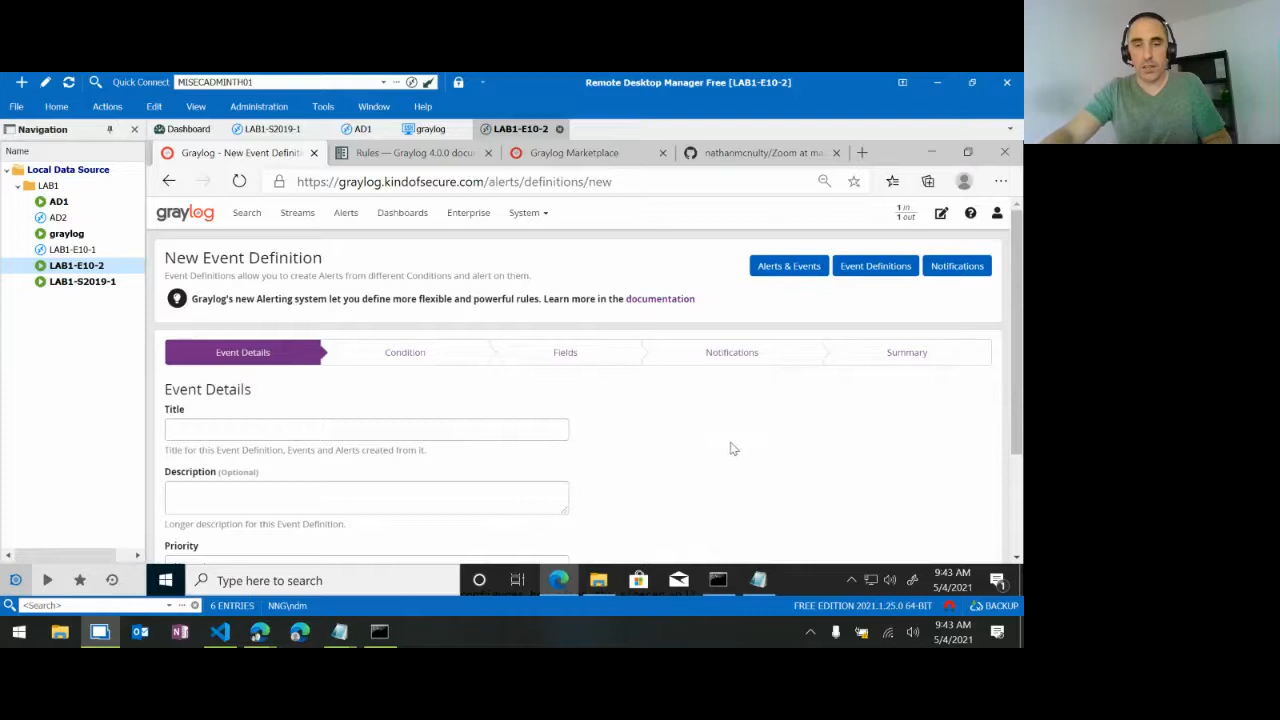 Quick Connect MISECADMINTH01
Remote Desktop Manager Free [LAB1-E10-2]
File Home Actions Edit View Administration Tools Window Help
Navigation
Dashboard LAB1-S2019-1 AD1 graylog LAB1-E10-2
Name
Local Data Source
LAB1
AD1
AD2
graylog
LAB1-E10-1
LAB1-E10-2
LAB1-S2019-1
Graylog - New Event Definiti
Rules — Graylog 4.0.0 docu
Graylog Marketplace
nathanmcnulty/Zoom at ma
https://graylog.kindofsecure.com/alerts/definitions/new
graylog Search Streams Alerts Dashboards Enterprise System
1 in
1 out
New Event Definition
Event Definitions allow you to create Alerts from different Conditions and alert on them.
Alerts & Events Event Definitions Notifications
Graylog's new Alerting system let you define more flexible and powerful rules. Learn more in the documentation
Event Details Condition Fields Notifications Summary
Event Details
Title
Title for this Event Definition, Events and Alerts created from it.
Description (Optional)
Longer description for this Event Definition.
Priority
Type here to search
9:43 AM
5/4/2021
1
<Search>
6 ENTRIES NNG\ndm
FREE EDITION 2021.1.25.0 64-BIT BACKUP
9:43 AM
5/4/2021